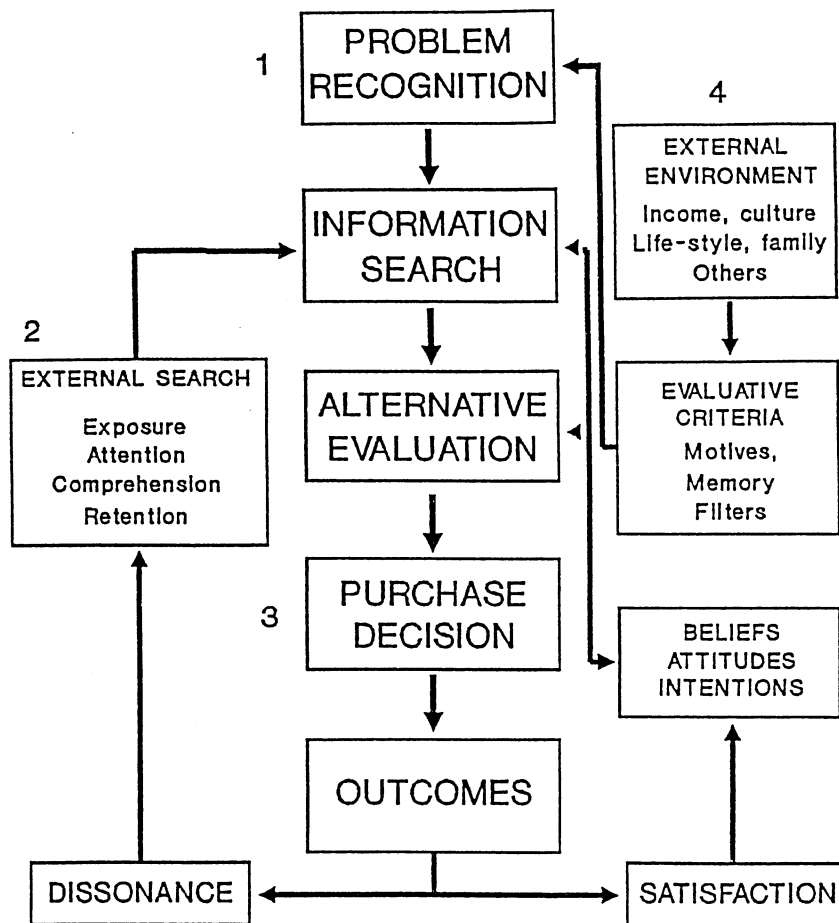 1
PROBLEM
RECOGNITION
4
EXTERNAL
ENVIRONMENT
Income, culture
Life-style, family
Others
INFORMATION
SEARCH
2
EXTERNAL SEARCH
Exposure
Attention
Comprehension
Retention
ALTERNATIVE
EVALUATION
EVALUATIVE
CRITERIA
Motives,
Memory
Filters
3
PURCHASE
DECISION
BELIEFS
ATTITUDES
INTENTIONS
OUTCOMES
DISSONANCE
SATISFACTION